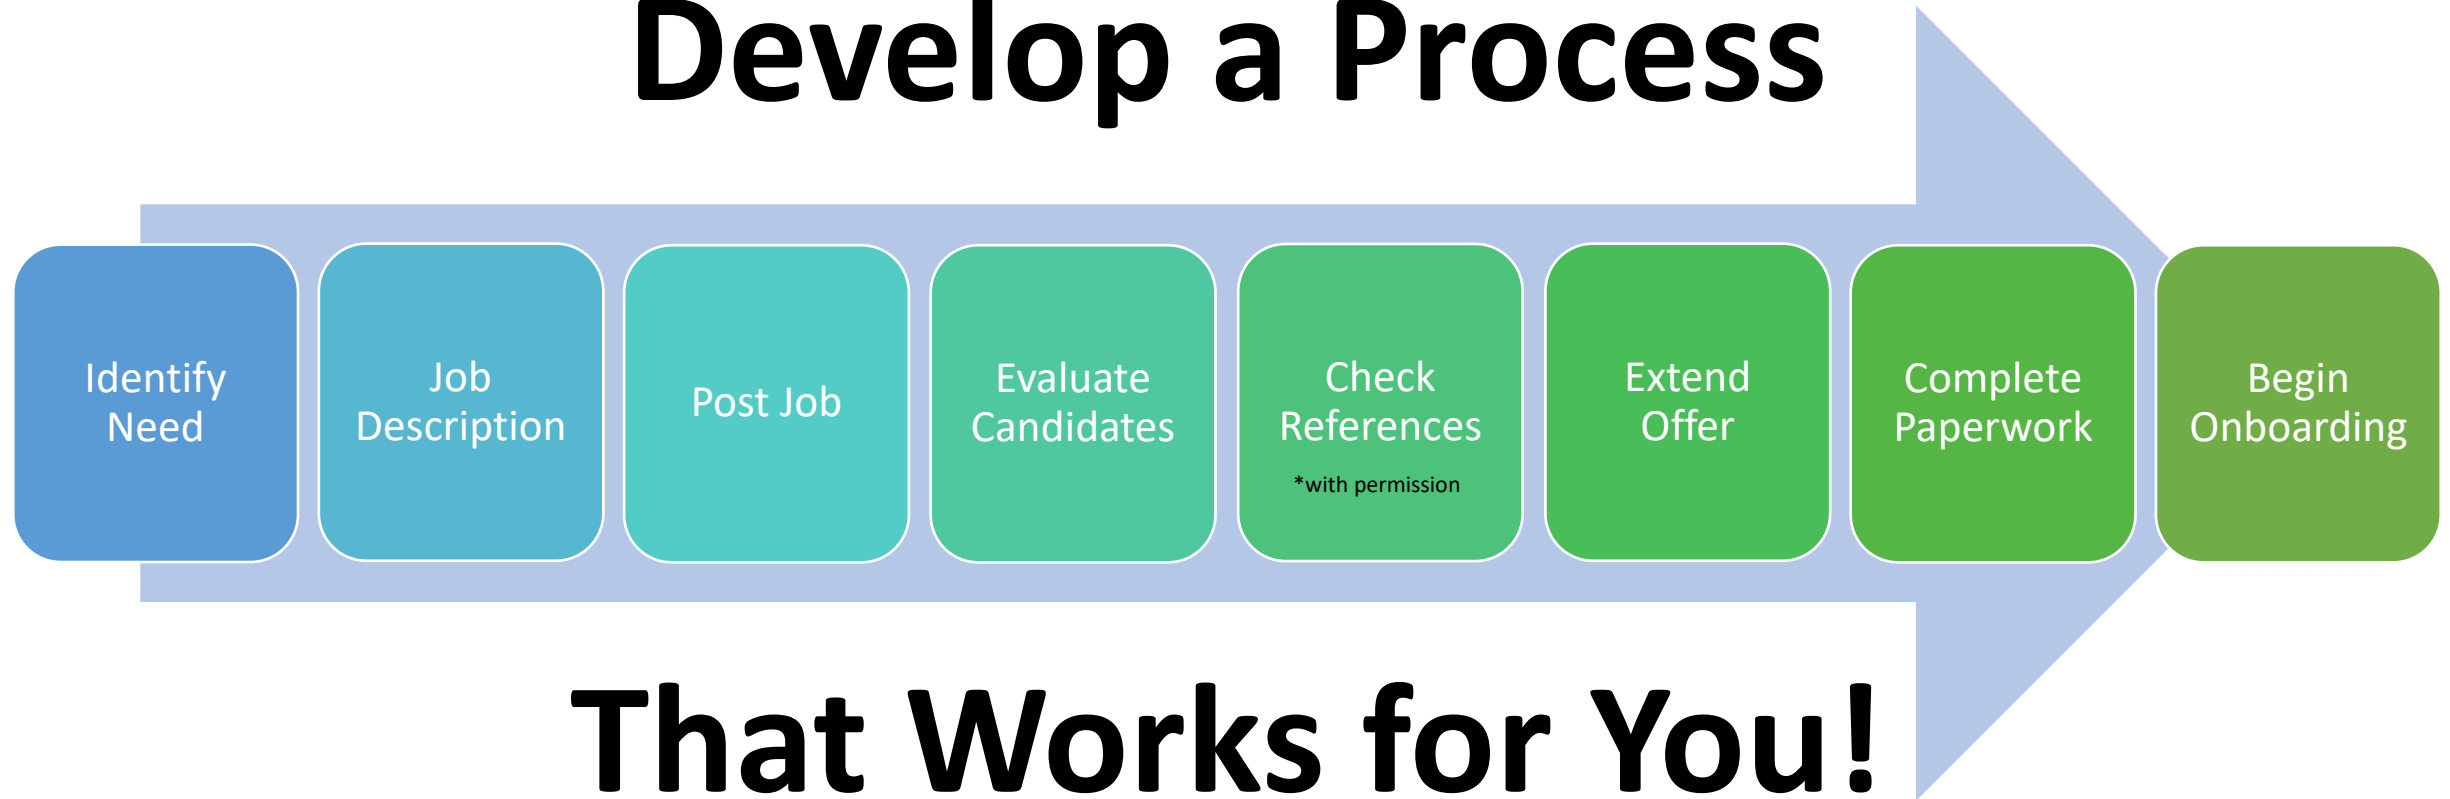 Develop a Process
Identify
Need
Job
Description
Post Job
Evaluate
Candidates
Check
References
*with permission
Extend
Offer
Complete
Paperwork
Begin
Onboarding
That Works for You!